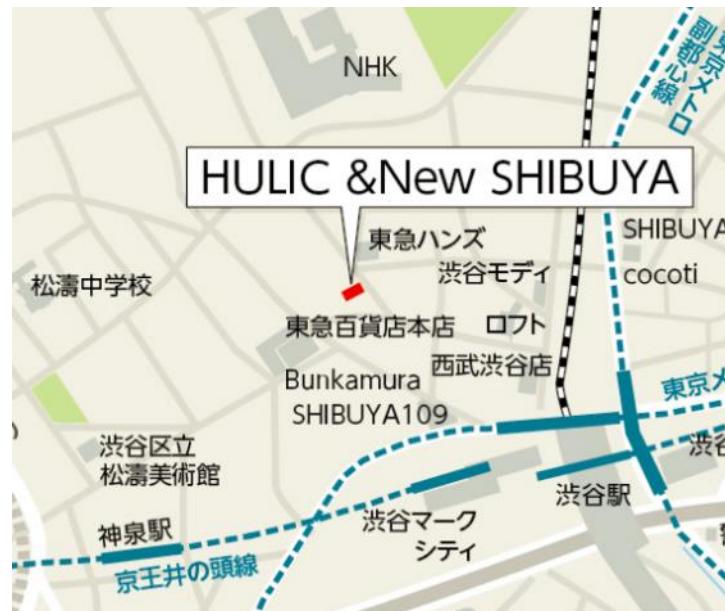 NHK
東京メトロ
副都心線
HULIC &New SHIBUYA
東急ハンズ
SHIBUYA
渋谷モディ
cocoti
松濤中学校
東急百貨店本店
ロフト
西武渋谷店
Bunkamura
SHIBUYA109
東京メ
渋谷区立
松濤美術館
渋谷駅
渋谷マーク
シティ
神泉駅
京王井の頭線